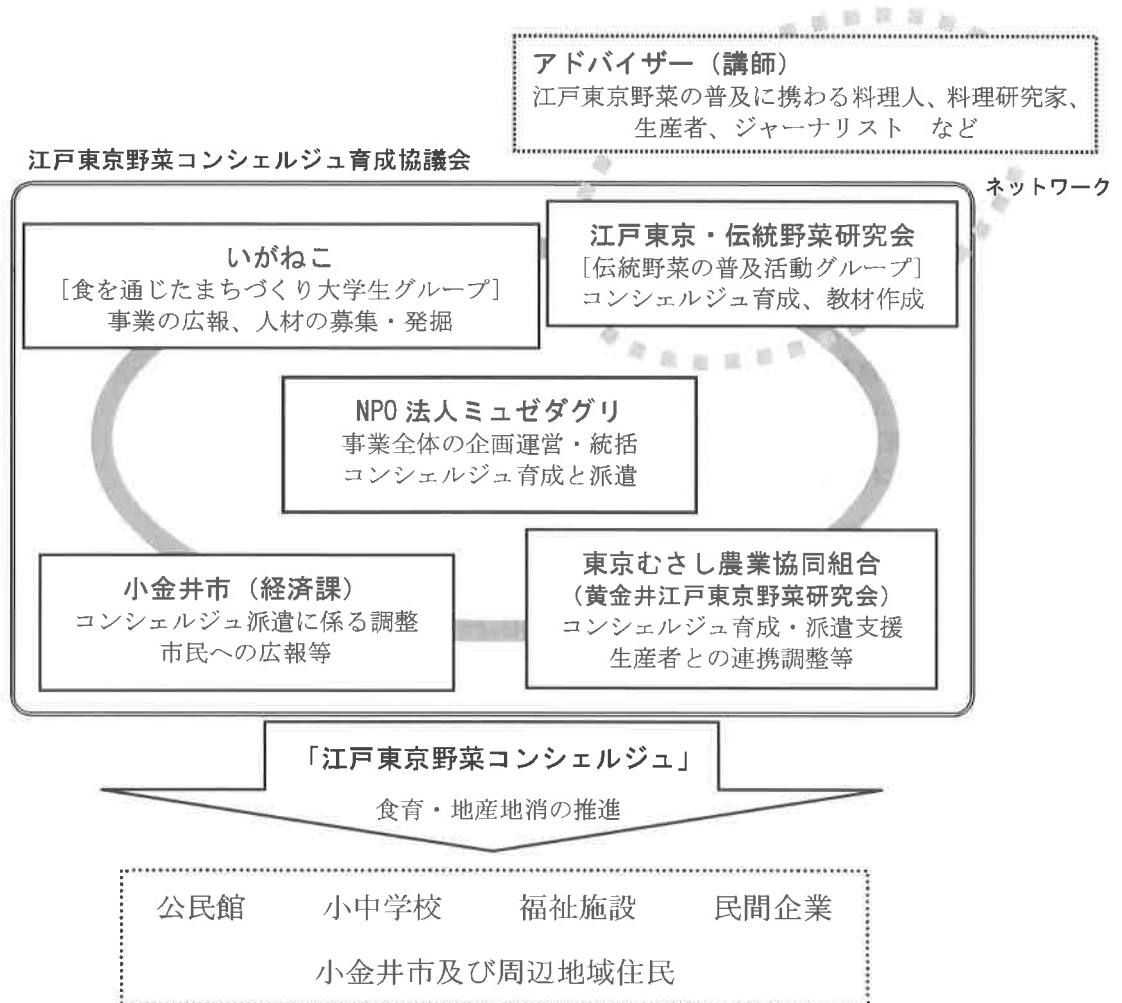 アドバイザー（講師）
江戸東京野菜の普及に携わる料理人、料理研究家、
生産者、ジャーナリスト　など
江戸東京野菜コンシェルジュ育成協議会
ネットワーク
いがねこ
［食を通じたまちづくり大学生グループ］
事業の広報、人材の募集・発掘
江戸東京・伝統野菜研究会
［伝統野菜の普及活動グループ］
コンシェルジュ育成、教材作成
NPO法人ミュゼダグリ
事業全体の企画運営・統括
コンシェルジュ育成と派遣
小金井市（経済課）
コンシェルジュ派遣に係る調整
市民への広報等
東京むさし農業協同組合
（黄金井江戸東京野菜研究会）
コンシェルジュ育成・派遣支援
生産者との連携調整等
「江戸東京野菜コンシェルジュ」
食育・地産地消の推進
公民館　小中学校　福祉施設　民間企業
小金井市及び周辺地域住民